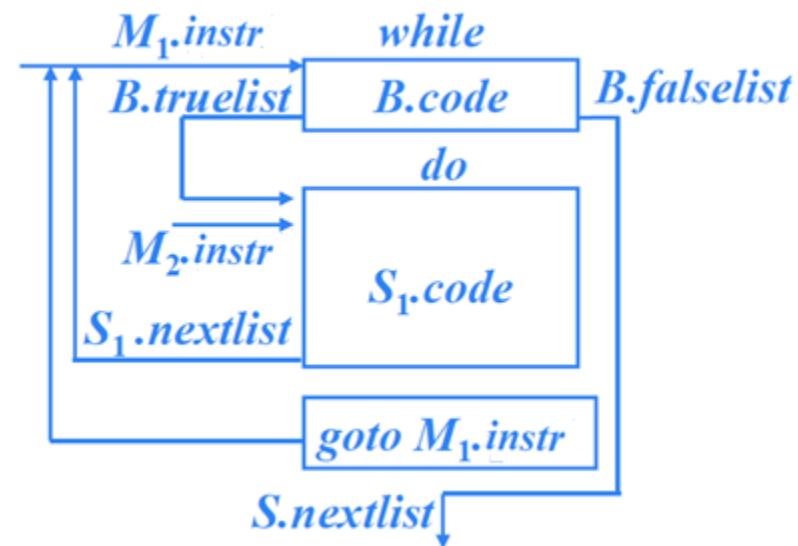 M₁.instr while
B.truelist B.code B.falselist
do
M₂.instr
S₁.code
S₁.nextlist
goto M₁.instr
S.nextlist